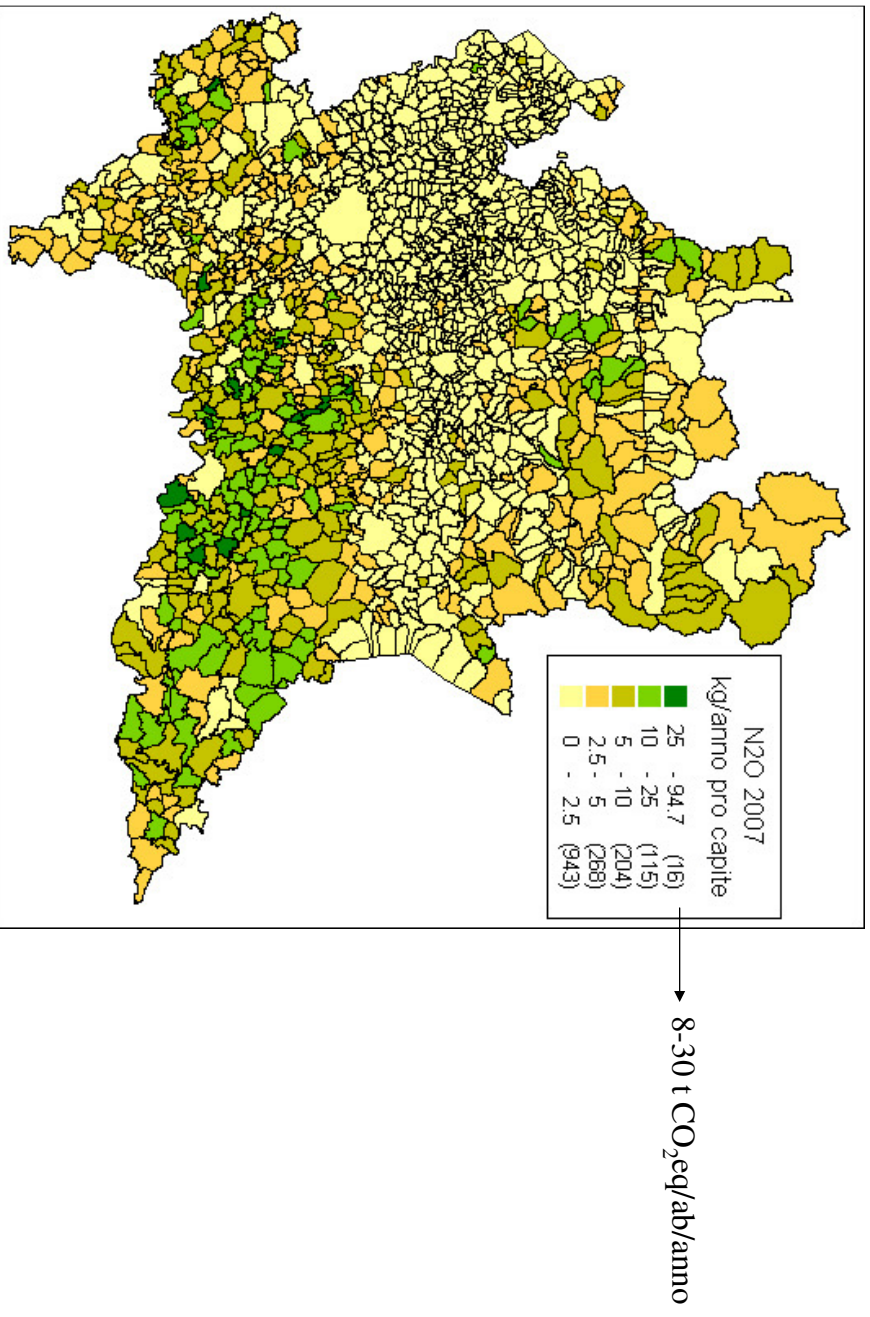 N2O 2007
kg/anno pro capite
25 - 94.7 (16)
10 - 25 (115)
5 - 10 (204)
2.5 - 5 (268)
0 - 2.5 (943)
8-30 t CO₂eq/ab/anno